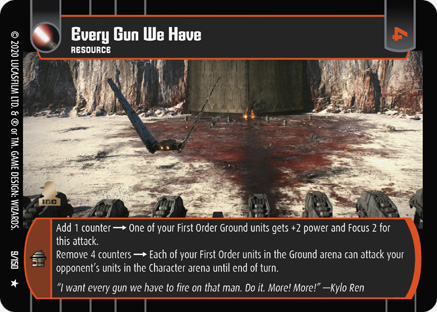 Every Gun We Have
RESOURCE
4
© 2020 LUCASFILM LTD. & ® or TM. GAME DESIGN, WIZARDS.
9/150
Add 1 counter → One of your First Order Ground units gets +2 power and Focus 2 for
this attack.
Remove 4 counters → Each of your First Order units in the Ground arena can attack your
opponent's units in the Character arena until end of turn.
"I want every gun we have to fire on that man. Do it. More! More!" —Kylo Ren